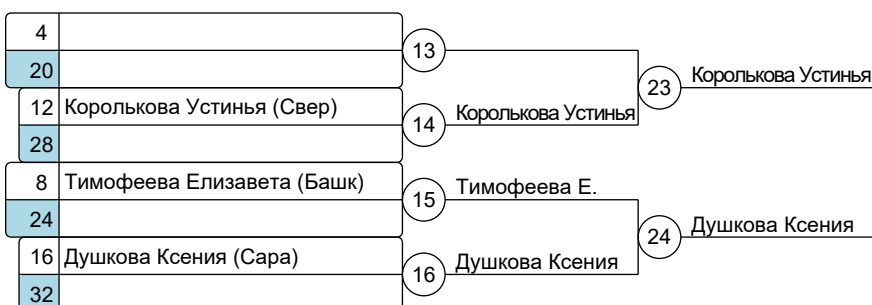 4
13
20
Королькова Устинья
23
12 Королькова Устинья (Свер)
14 Королькова Устинья
28
8 Тимофеева Елизавета (Башк)
15 Тимофеева Е.
24
24 Душкова Ксения
16 Душкова Ксения (Сара)
16 Душкова Ксения
32